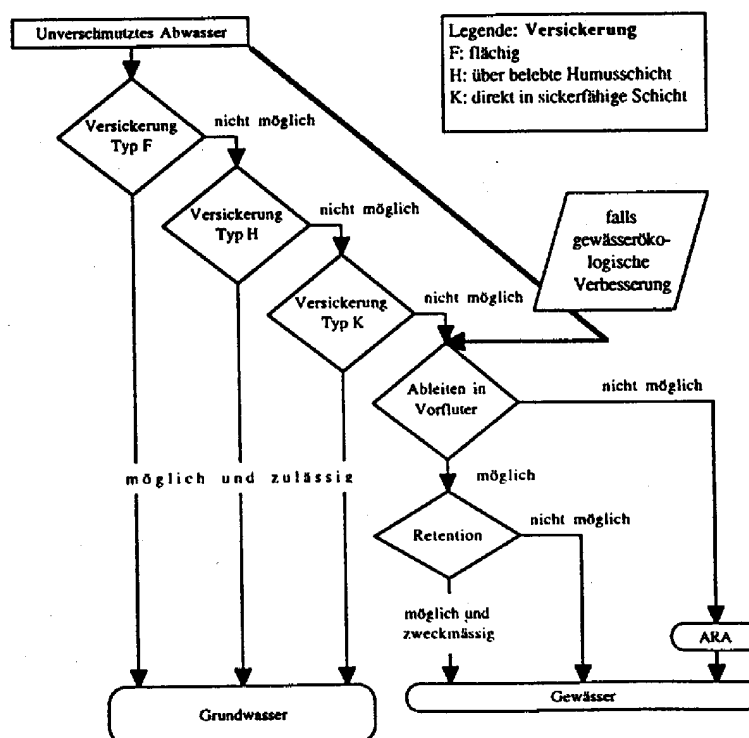 Unverschmutztes Abwasser
Legende: Versickerung
F: flächig
H: über belebte Humusschicht
K: direkt in sickerfähige Schicht
Versickerung
Typ F
nicht möglich
Versickerung
Typ H
nicht möglich
falls
gewässeröko-
logische
Verbesserung
Versickerung
Typ K
nicht möglich
Ableiten in
Vorfluter
nicht möglich
möglich und zulässig
möglich
Retention
nicht möglich
möglich und
zweckmässig
ARA
Grundwasser
Gewässer